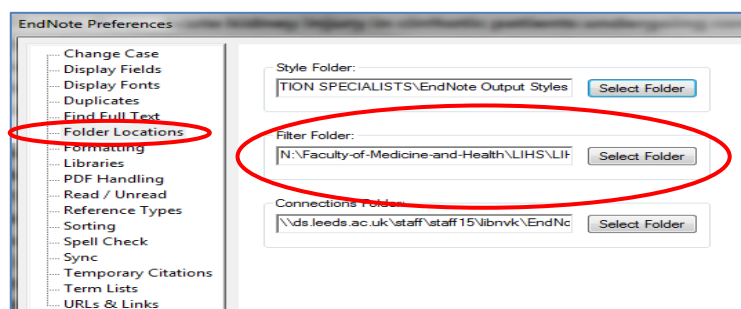 EndNote Preferences
Change Case
Display Fields
Display Fonts
Duplicates
Find Full Text
Folder Locations
Formatting
Libraries
PDF Handling
Read / Unread
Reference Types
Sorting
Spell Check
Sync
Temporary Citations
Term Lists
URLs & Links
Style Folder:
TION SPECIALISTS\EndNote Output Styles Select Folder
Filter Folder:
N:\Faculty-of-Medicine-and-Health\LIHS\LIH Select Folder
Connections Folder:
\\ds.leeds.ac.uk\staff\staff15\libnvk\EndNo Select Folder